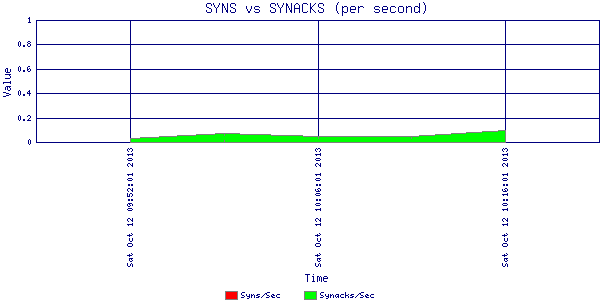 SYNS vs SYNACKS (per second)
1
0.8
0.6
0.4
0.2
0
Value
Sat Oct 12 09:52:01 2013
Sat Oct 12 10:06:01 2013
Sat Oct 12 10:16:01 2013
Time
Syns/Sec
Synacks/Sec